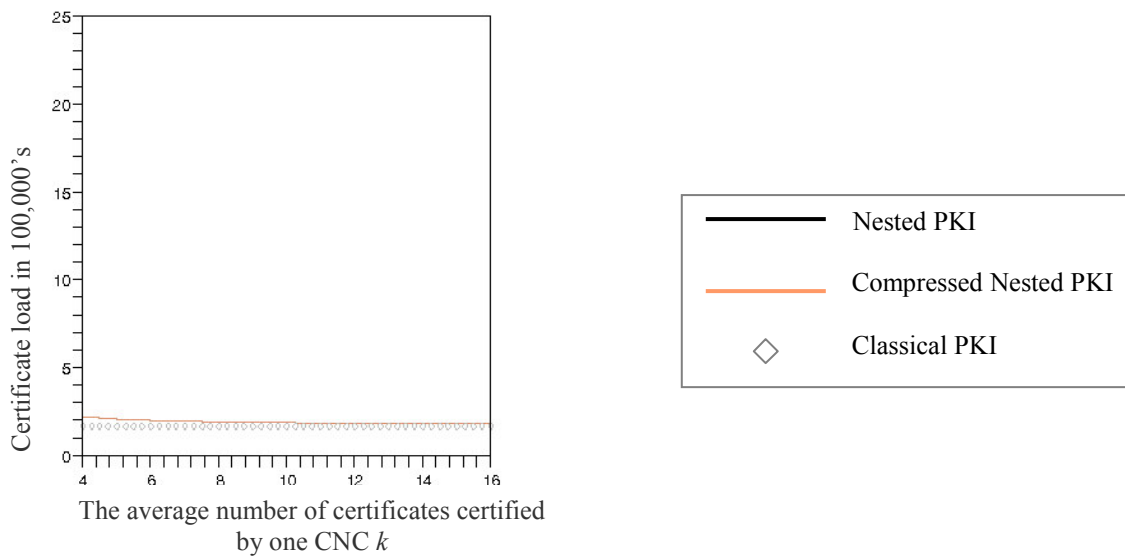 25
20
15
10
5
0
Certificate load in 100,000's
4 6 8 10 12 14 16
The average number of certificates certified
by one CNC k
Nested PKI
Compressed Nested PKI
Classical PKI